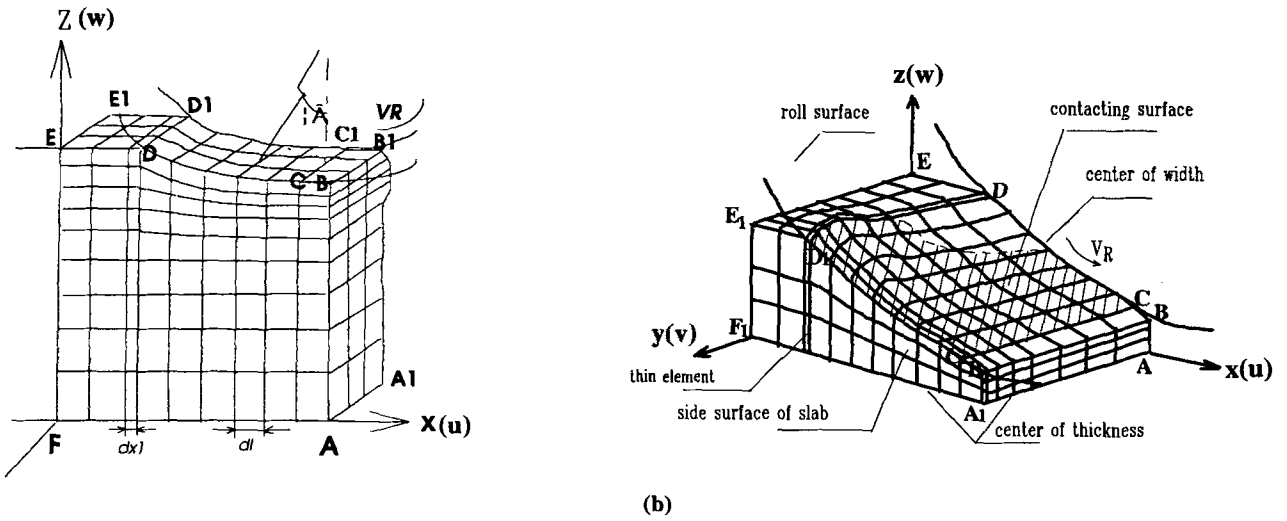 Z (w)
E1
D1
Â
VR
C1
B1
E
D
C
B
A1
X (u)
F
dx1
dl
A
z(w)
roll surface
contacting surface
E
center of width
D
E1
D1
VR
C
B
F1
y(v)
A
thin element
x(u)
side surface of slab
A1
center of thickness
(b)